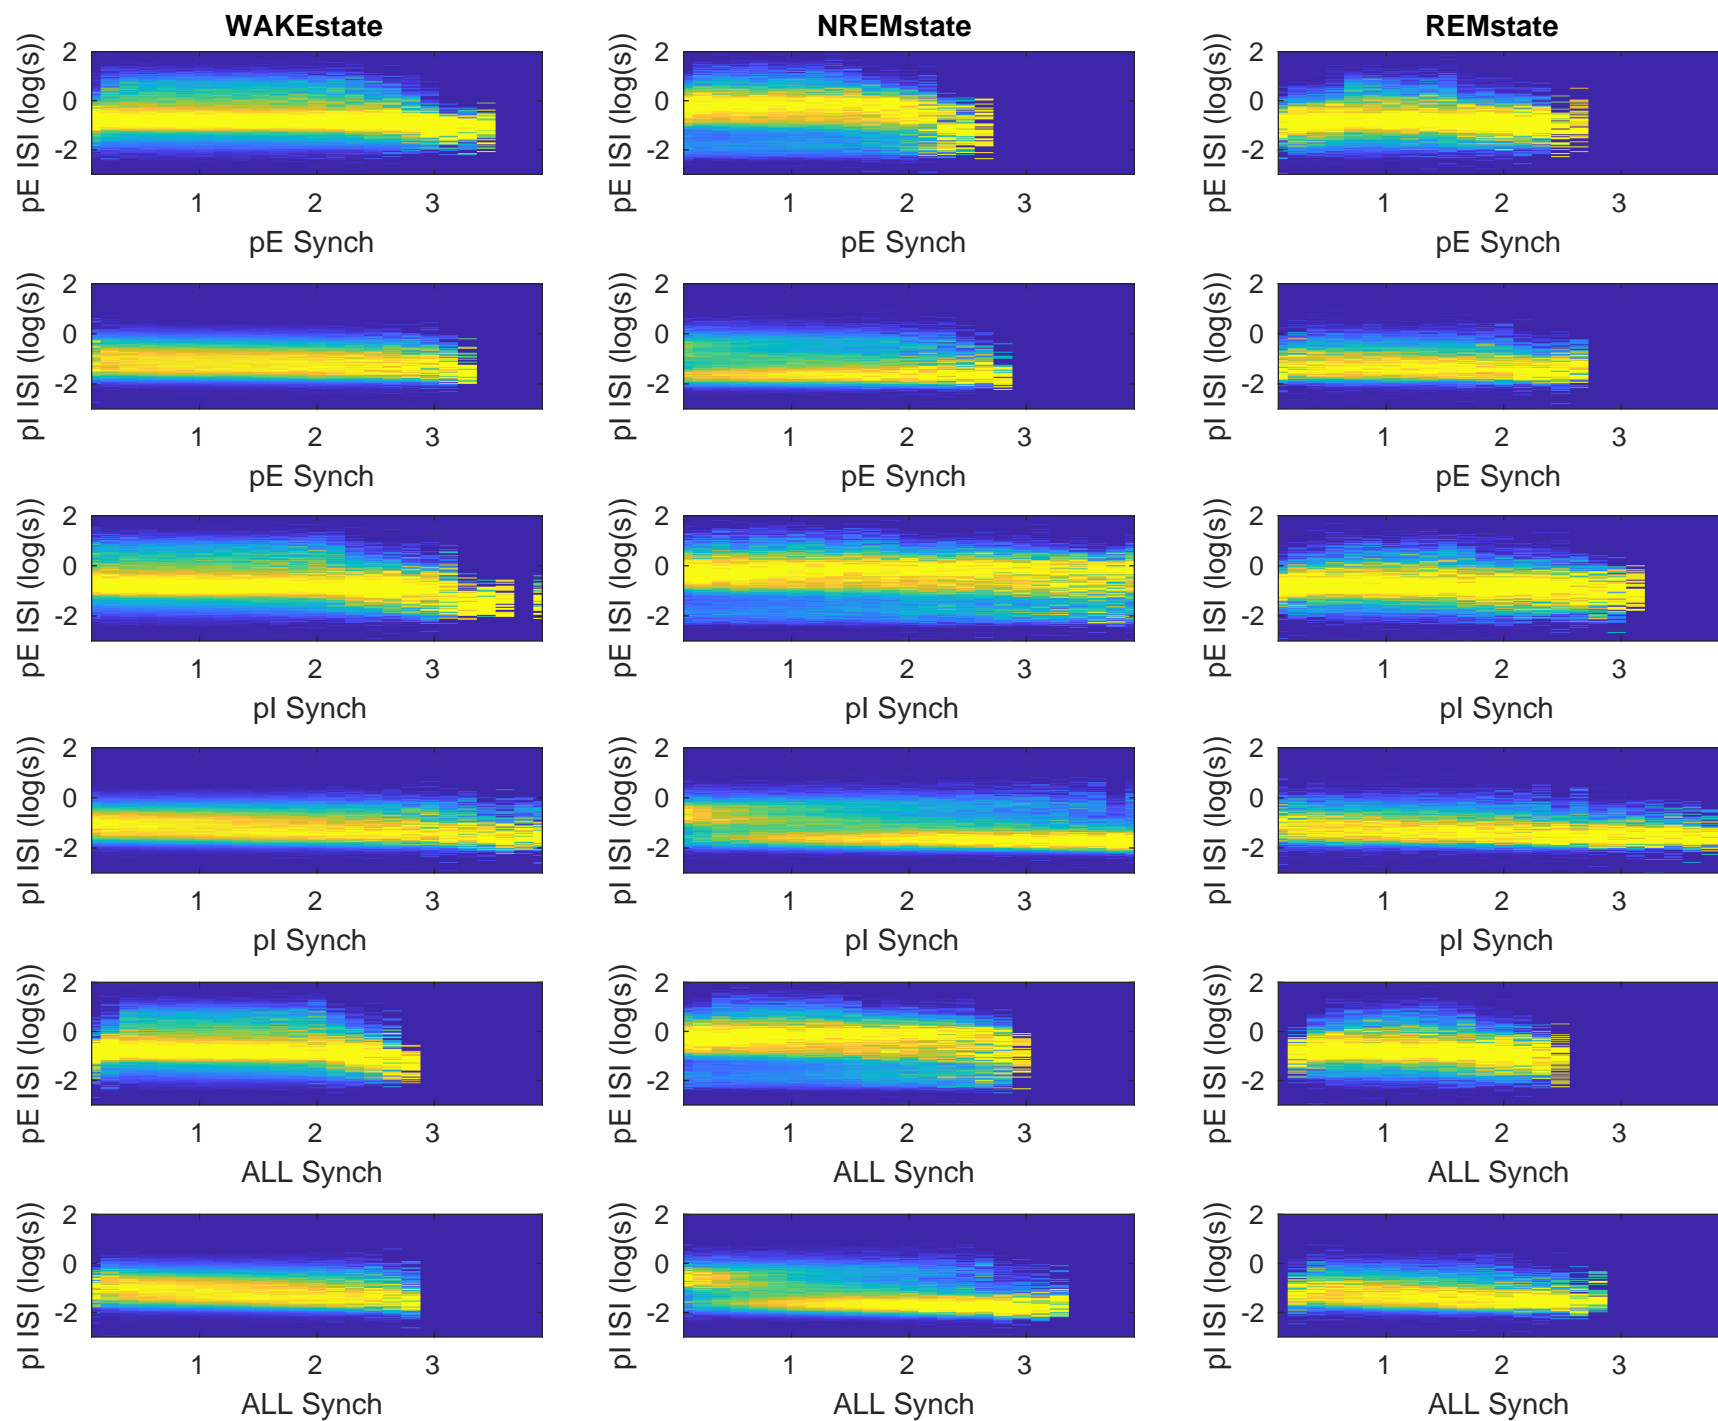 WAKEstate NREMstate REMstate
pE ISI (log(s)) 2 0 -2 pE ISI (log(s)) 2 0 -2 pE ISI (log(s)) 2 0 -2
1 2 3 1 2 3 1 2 3
pE Synch pE Synch pE Synch
pI ISI (log(s)) 2 0 -2 pI ISI (log(s)) 2 0 -2 pI ISI (log(s)) 2 0 -2
1 2 3 1 2 3 1 2 3
pE Synch pE Synch pE Synch
pE ISI (log(s)) 2 0 -2 pE ISI (log(s)) 2 0 -2 pE ISI (log(s)) 2 0 -2
1 2 3 1 2 3 1 2 3
pI Synch pI Synch pI Synch
pI ISI (log(s)) 2 0 -2 pI ISI (log(s)) 2 0 -2 pI ISI (log(s)) 2 0 -2
1 2 3 1 2 3 1 2 3
pI Synch pI Synch pI Synch
pE ISI (log(s)) 2 0 -2 pE ISI (log(s)) 2 0 -2 pE ISI (log(s)) 2 0 -2
1 2 3 1 2 3 1 2 3
ALL Synch ALL Synch ALL Synch
pI ISI (log(s)) 2 0 -2 pI ISI (log(s)) 2 0 -2 pI ISI (log(s)) 2 0 -2
1 2 3 1 2 3 1 2 3
ALL Synch ALL Synch ALL Synch